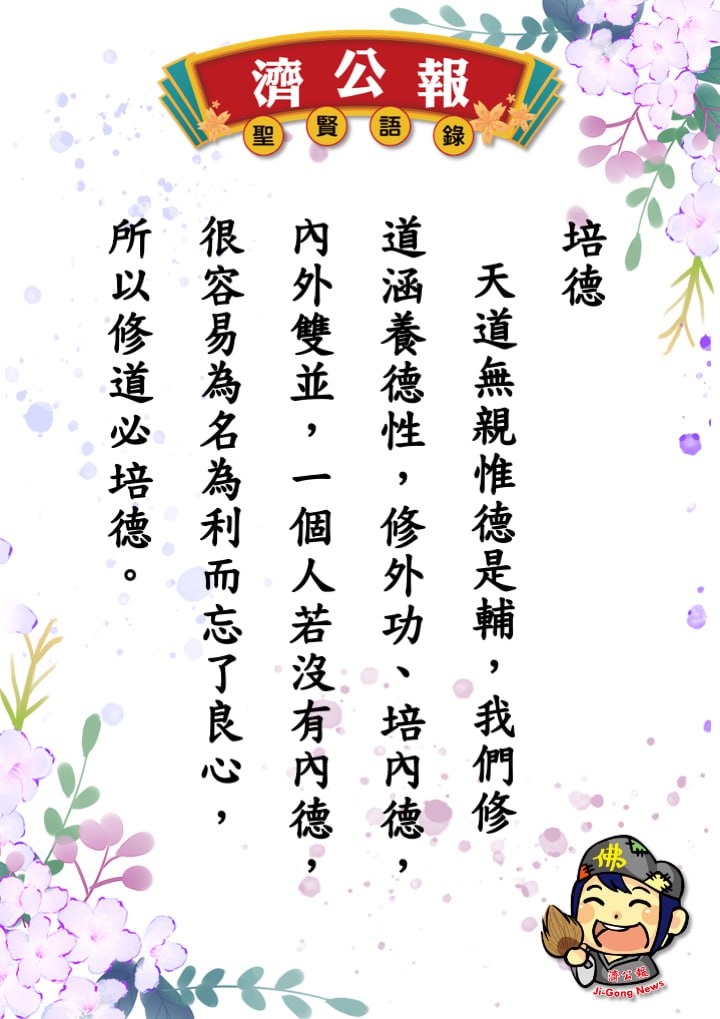 濟公報
聖賢語錄
培德
天道無親惟德是輔，我們修
道涵養德性，修外功、培內德，
內外雙並，一個人若沒有內德，
很容易為名為利而忘了良心，
所以修道必培德。
佛
濟公報
Ji-Gong News